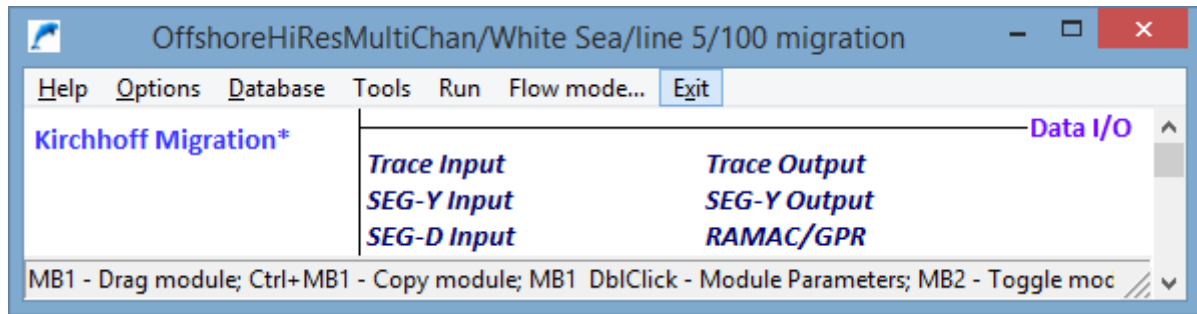 OffshoreHiResMultiChan/White Sea/line 5/100 migration
Help Options Database Tools Run Flow mode... Exit
Kirchhoff Migration*
Data I/O
Trace Input Trace Output
SEG-Y Input SEG-Y Output
SEG-D Input RAMAC/GPR
MB1 - Drag module; Ctrl+MB1 - Copy module; MB1 DblClick - Module Parameters; MB2 - Toggle moc